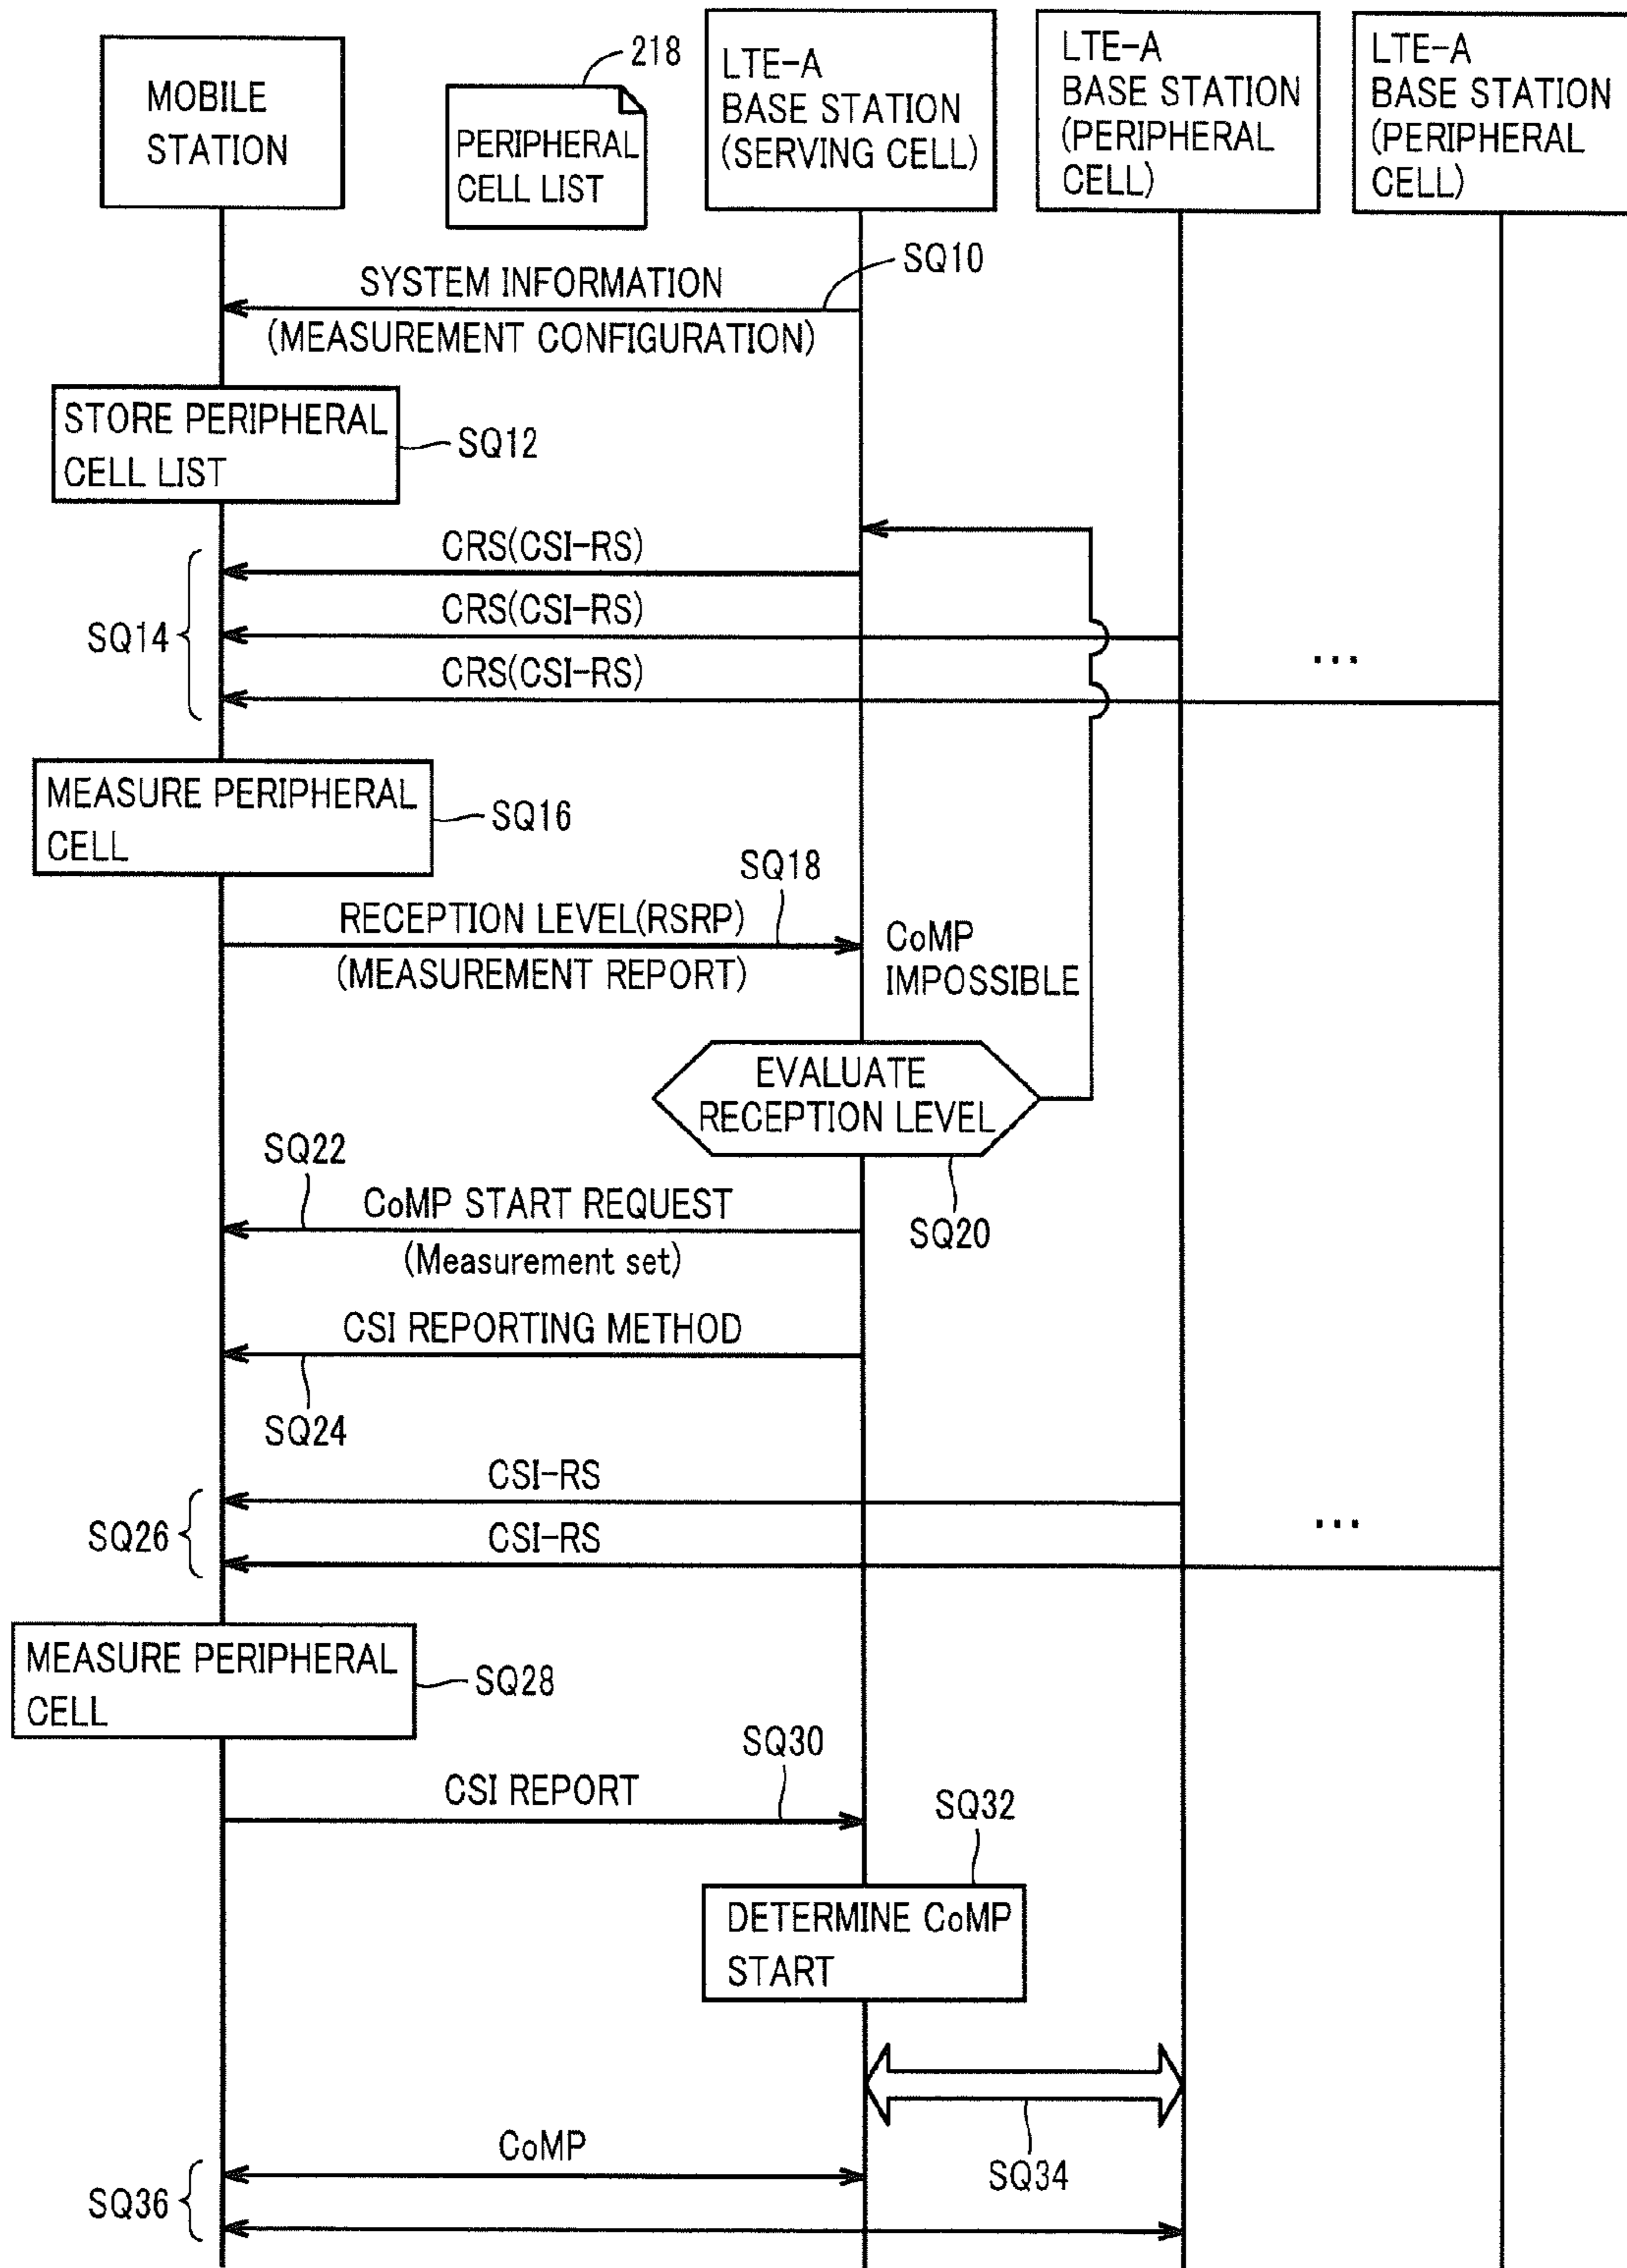 MOBILE
STATION
218
PERIPHERAL
CELL LIST
LTE-A
BASE STATION
(SERVING CELL)
LTE-A
BASE STATION
(PERIPHERAL
CELL)
LTE-A
BASE STATION
(PERIPHERAL
CELL)
SQ10
SYSTEM INFORMATION
(MEASUREMENT CONFIGURATION)
STORE PERIPHERAL
CELL LIST
SQ12
CRS(CSI-RS)
CRS(CSI-RS)
SQ14
...
CRS(CSI-RS)
MEASURE PERIPHERAL
CELL
SQ16
SQ18
RECEPTION LEVEL(RSRP)
(MEASUREMENT REPORT)
CoMP
IMPOSSIBLE
EVALUATE
RECEPTION LEVEL
SQ20
SQ22
CoMP START REQUEST
(Measurement set)
CSI REPORTING METHOD
SQ24
CSI-RS
SQ26
...
CSI-RS
MEASURE PERIPHERAL
CELL
SQ28
SQ30
CSI REPORT
SQ32
DETERMINE CoMP
START
SQ34
CoMP
SQ36